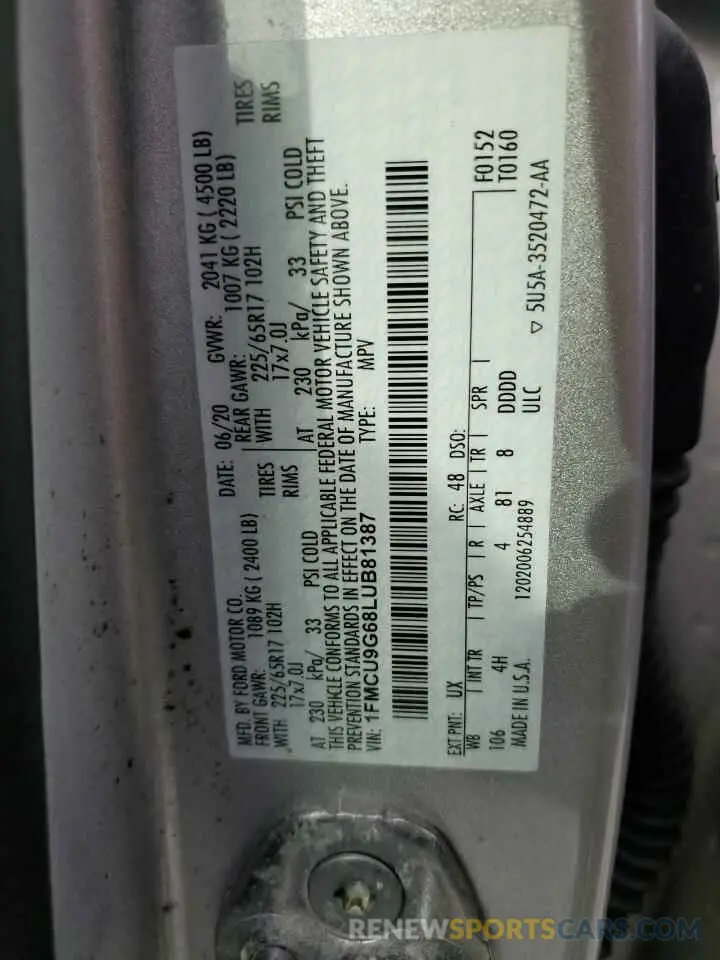 MFD. BY FORD MOTOR CO.
DATE: 06/20 GVWR: 2041 KG ( 4500 LB)
FRONT GAWR: 1089 KG ( 2400 LB) REAR GAWR: 1007 KG ( 2220 LB)
WITH 225/65R17 102H TIRES WITH 225/65R17 102H TIRES
17x7.0J RIMS 17x7.0J RIMS
AT 230 kPa/ 33 PSI COLD AT 230 kPa/ 33 PSI COLD
THIS VEHICLE CONFORMS TO ALL APPLICABLE FEDERAL MOTOR VEHICLE SAFETY AND THEFT
PREVENTION STANDARDS IN EFFECT ON THE DATE OF MANUFACTURE SHOWN ABOVE.
VIN: 1FMCU9G68LUB81387 TYPE: MPV
EXT PNT: UX RC: 48 DSO: F0152
WB INT TR TP/PS R AXLE TR SPR T0160
106 4H 4 81 8 DDDD
MADE IN U.S.A. 1202006254889 ULC ▽ 5U5A-3520472-AA
RENEWSPORTSCARS.COM